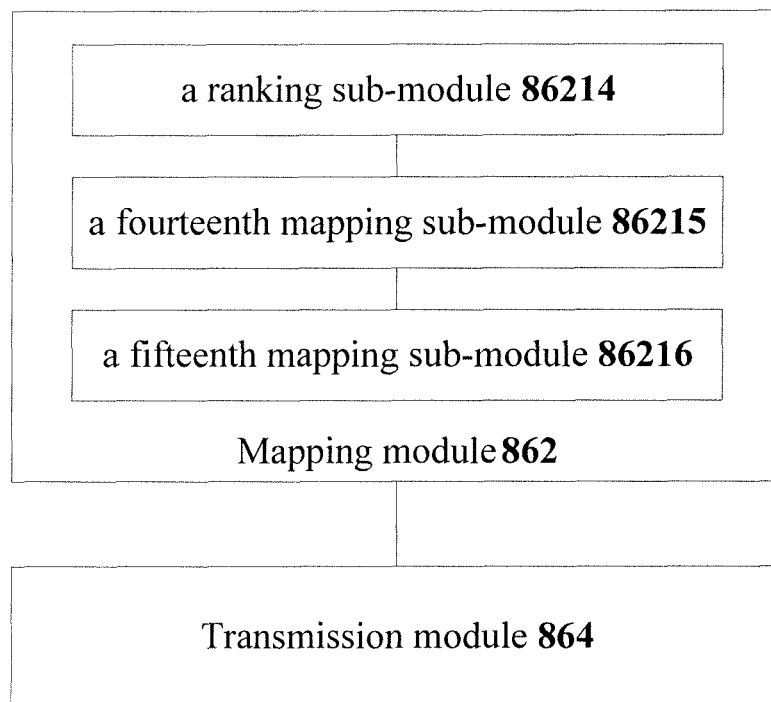 a ranking sub-module 86214
a fourteenth mapping sub-module 86215
a fifteenth mapping sub-module 86216
Mapping module 862
Transmission module 864